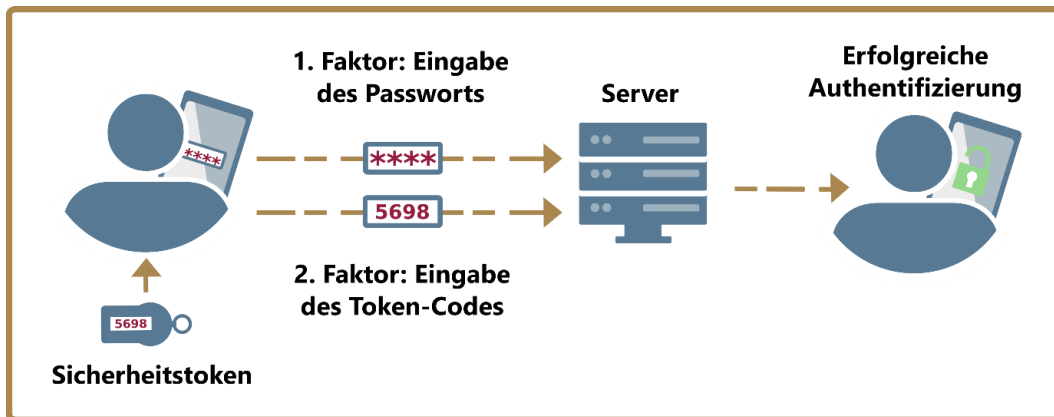 1. Faktor: Eingabe
des Passworts
Server
Erfolgreiche
Authentifizierung
****
****
5698
2. Faktor: Eingabe
des Token-Codes
5698
Sicherheitstoken